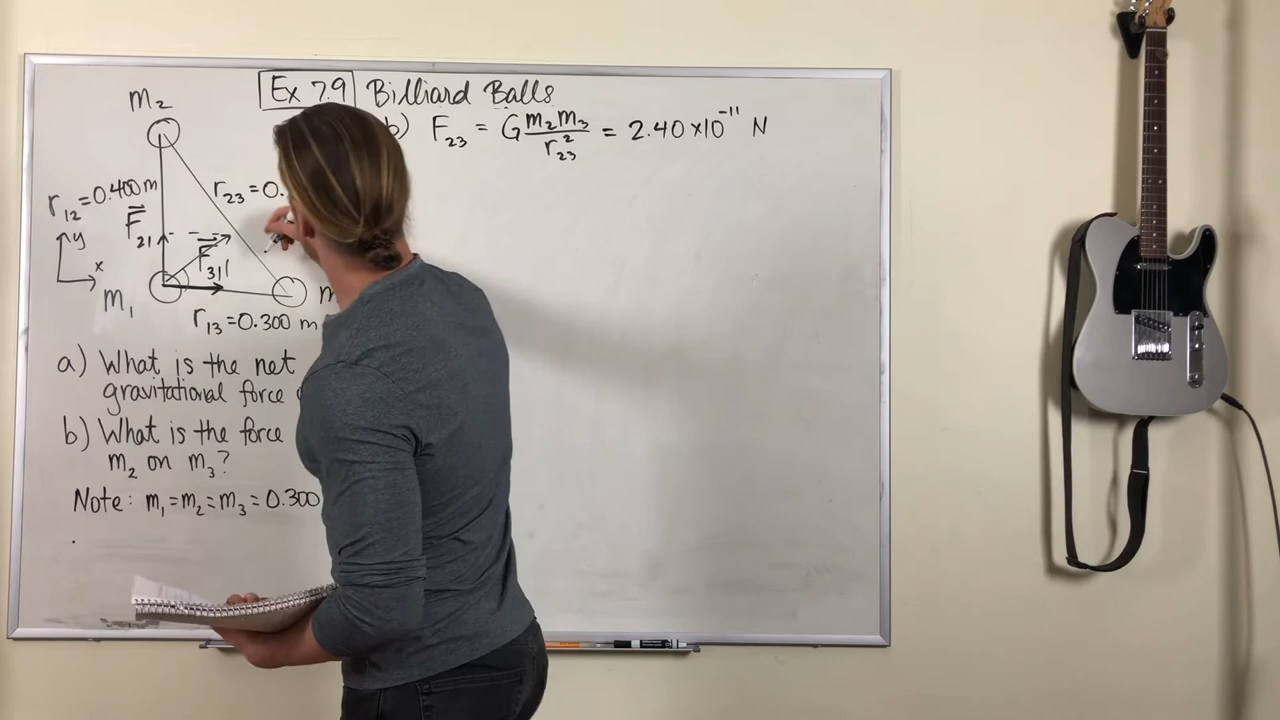 Ex 7.9 Billiard Balls
b) F₂₃ = G m₂m₃ / r₂₃² = 2.40 × 10⁻¹¹ N
m₂
r₁₂ = 0.400 m
r₂₃ = 0.
F⃗₂₁
F⃗₃₁
y
x
m₁
m
r₁₃ = 0.300 m
a) What is the net
gravitational force
b) What is the force
m₂ on m₃?
Note: m₁ = m₂ = m₃ = 0.300